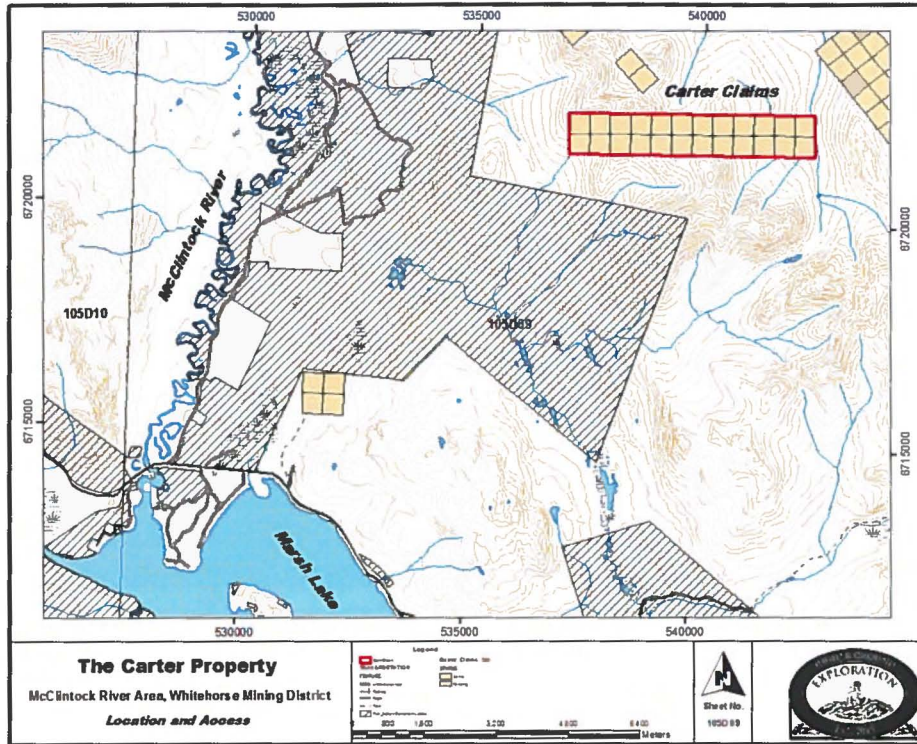 530000 535000 540000
Carter Claims
6720000
6720000
McClintock River
105D10
105D09
6715000
6715000
Marsh Lake
530000 535000 540000
The Carter Property
McClintock River Area, Whitehorse Mining District
Location and Access
Legend
Meters
N
Sheet No.
105D 09
EXPLORATION